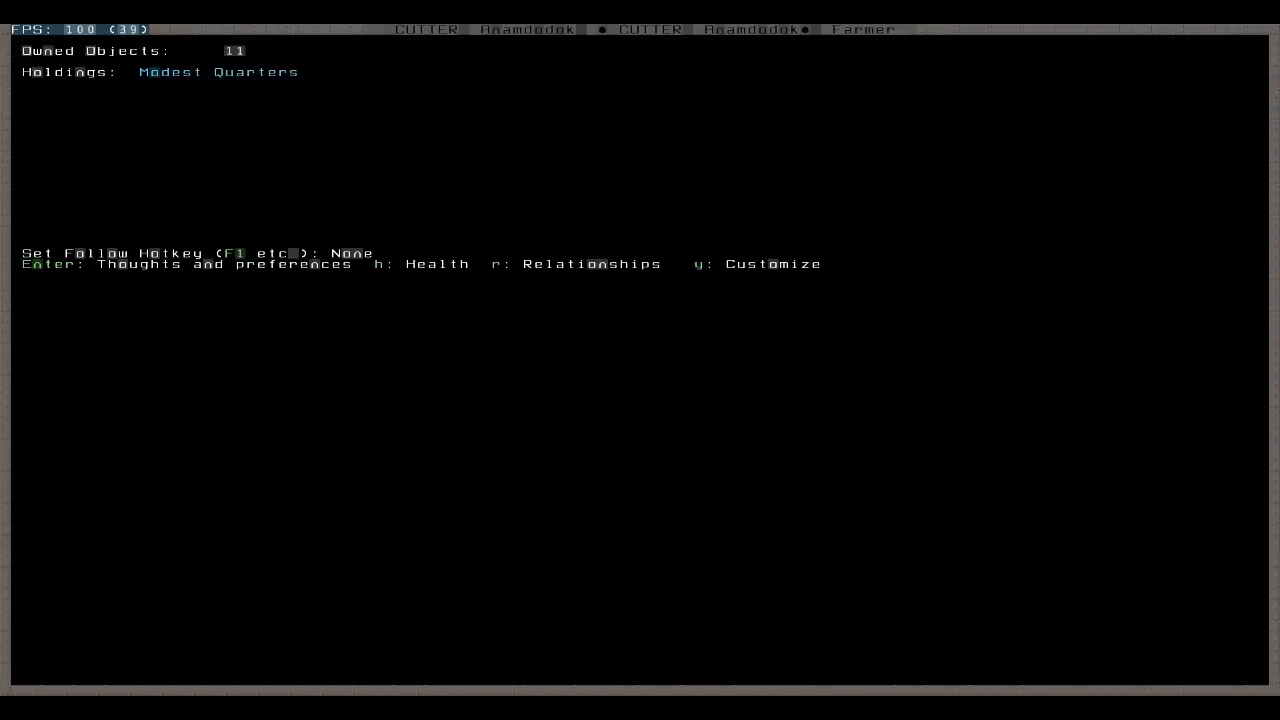 FPS: 100 (39) CUTTER Anamdodok ● CUTTER Anamdodok● Farmer
Owned Objects: 11
Holdings: Modest Quarters
Set Follow Hotkey (F1 etc ): None
Enter: Thoughts and preferences h: Health r: Relationships y: Customize